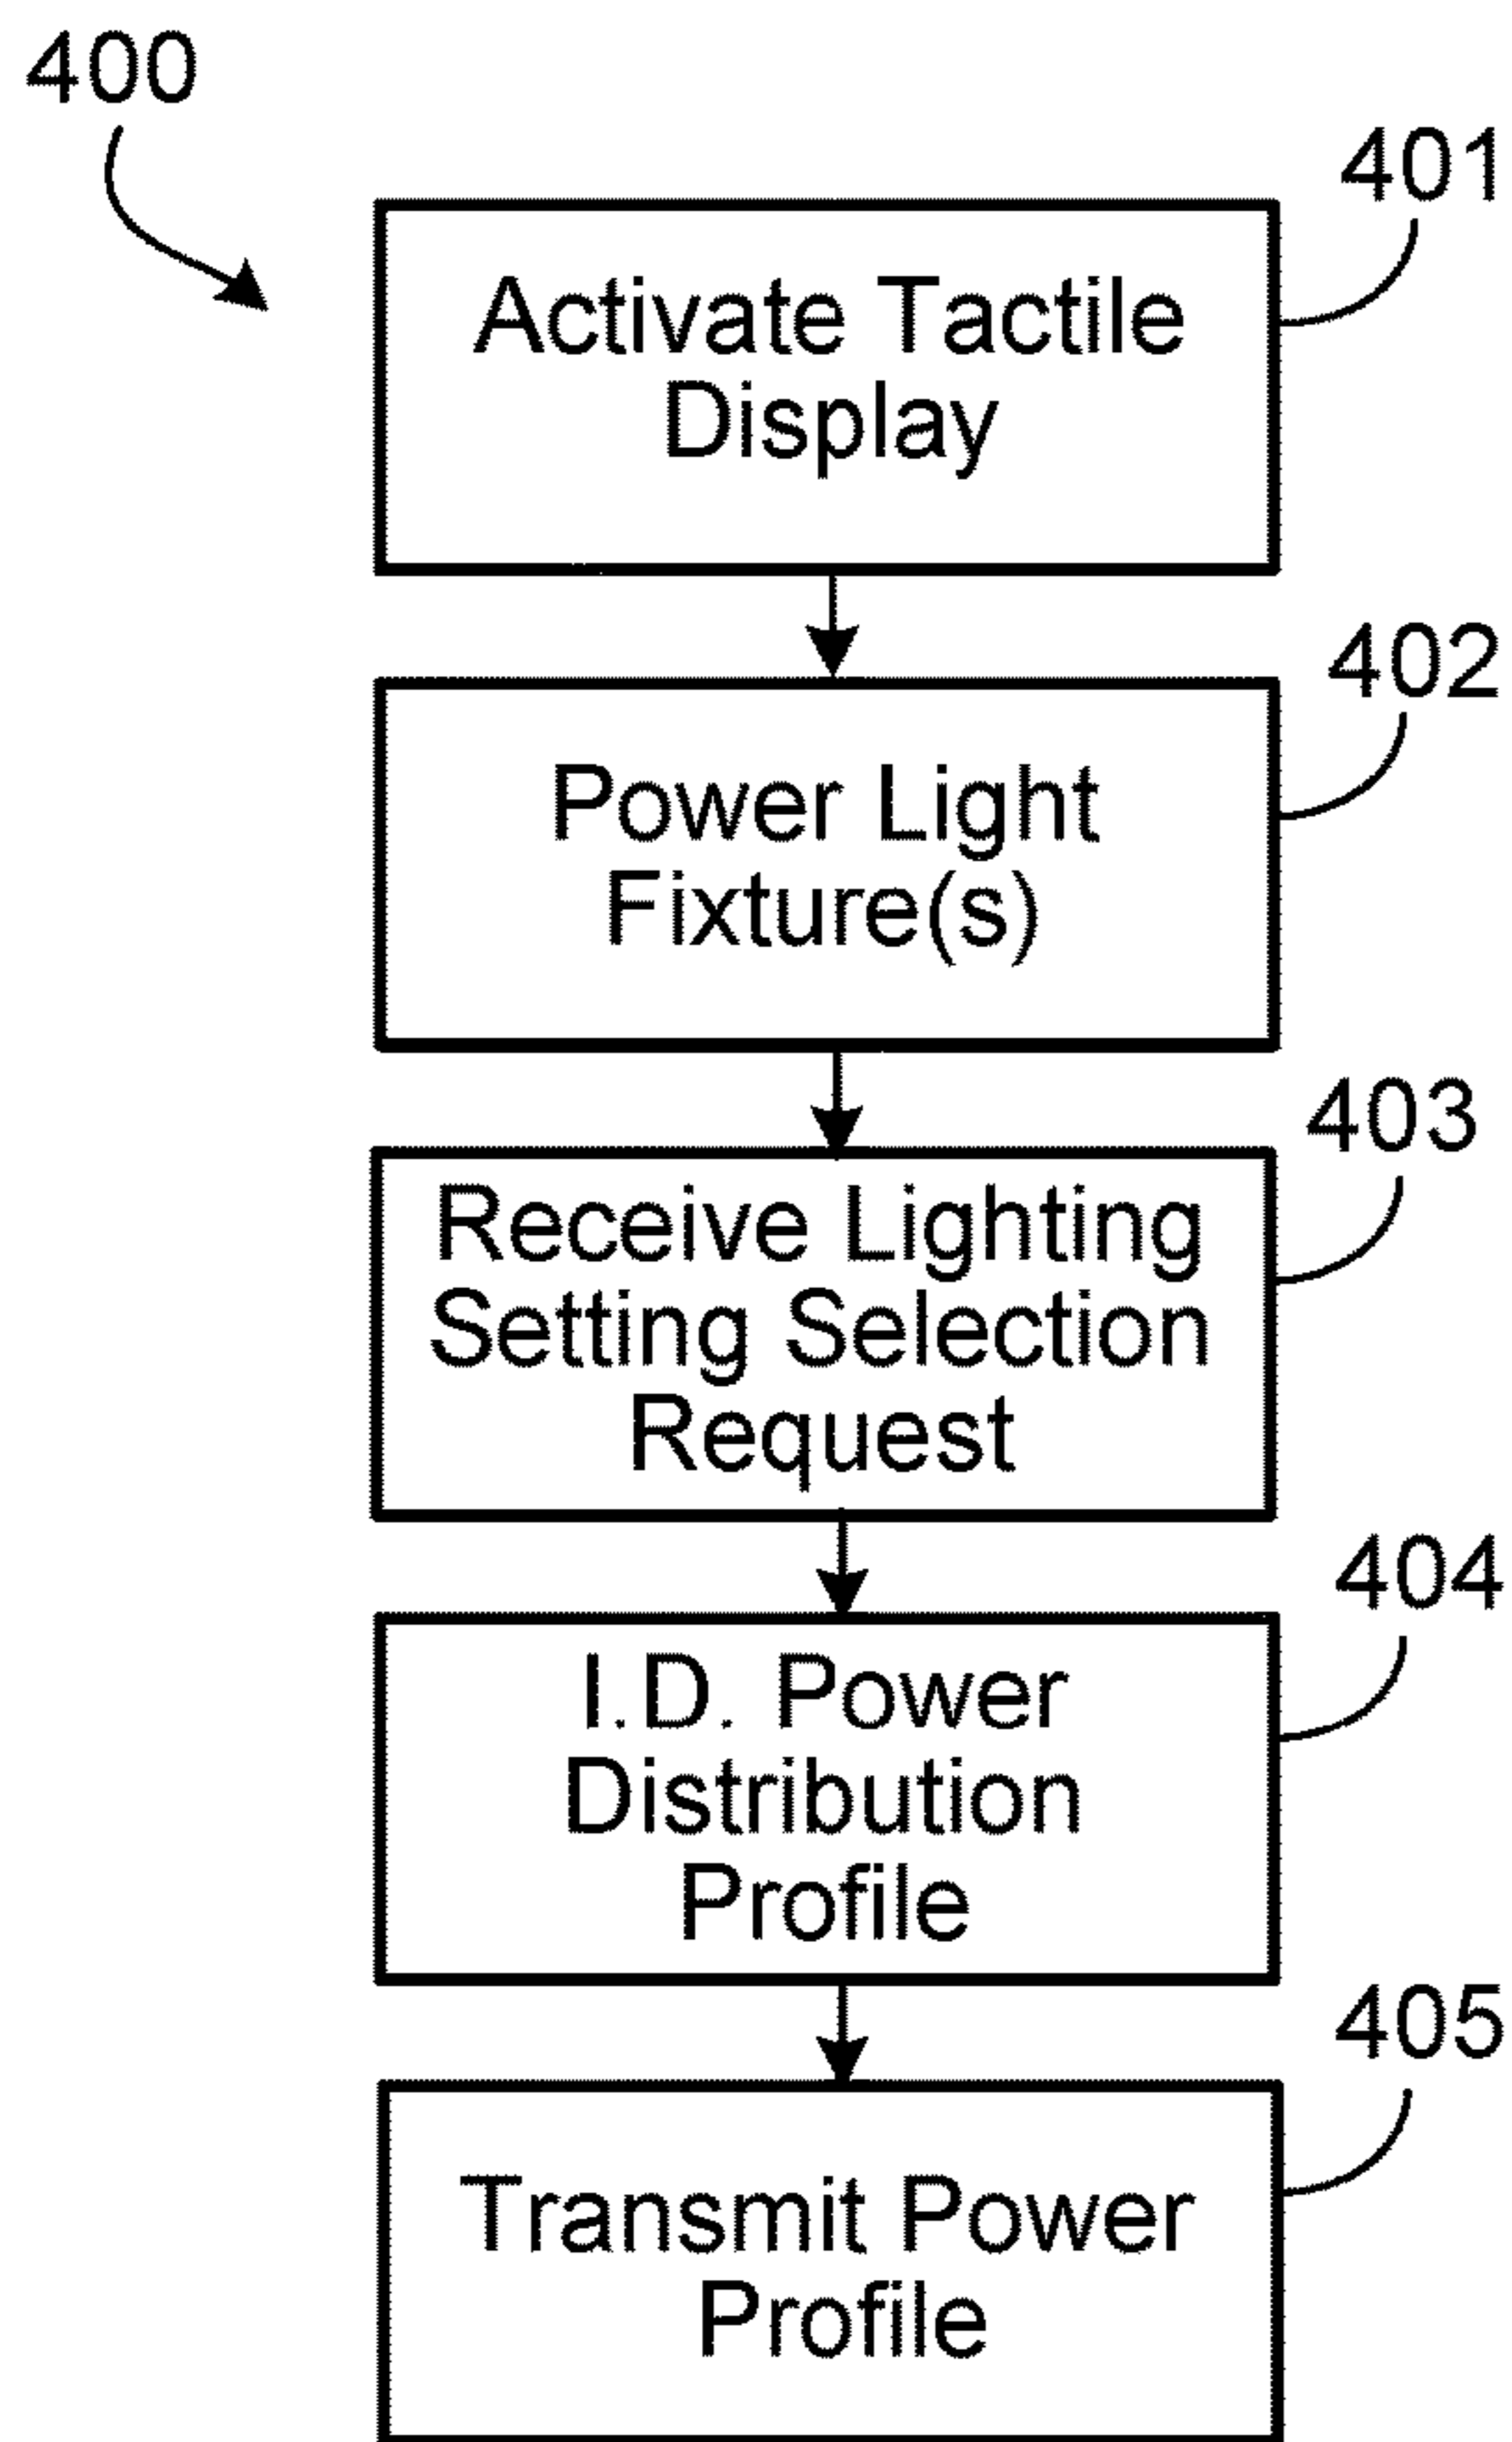 400
401
Activate Tactile
Display
402
Power Light
Fixture(s)
403
Receive Lighting
Setting Selection
Request
404
I.D. Power
Distribution
Profile
405
Transmit Power
Profile